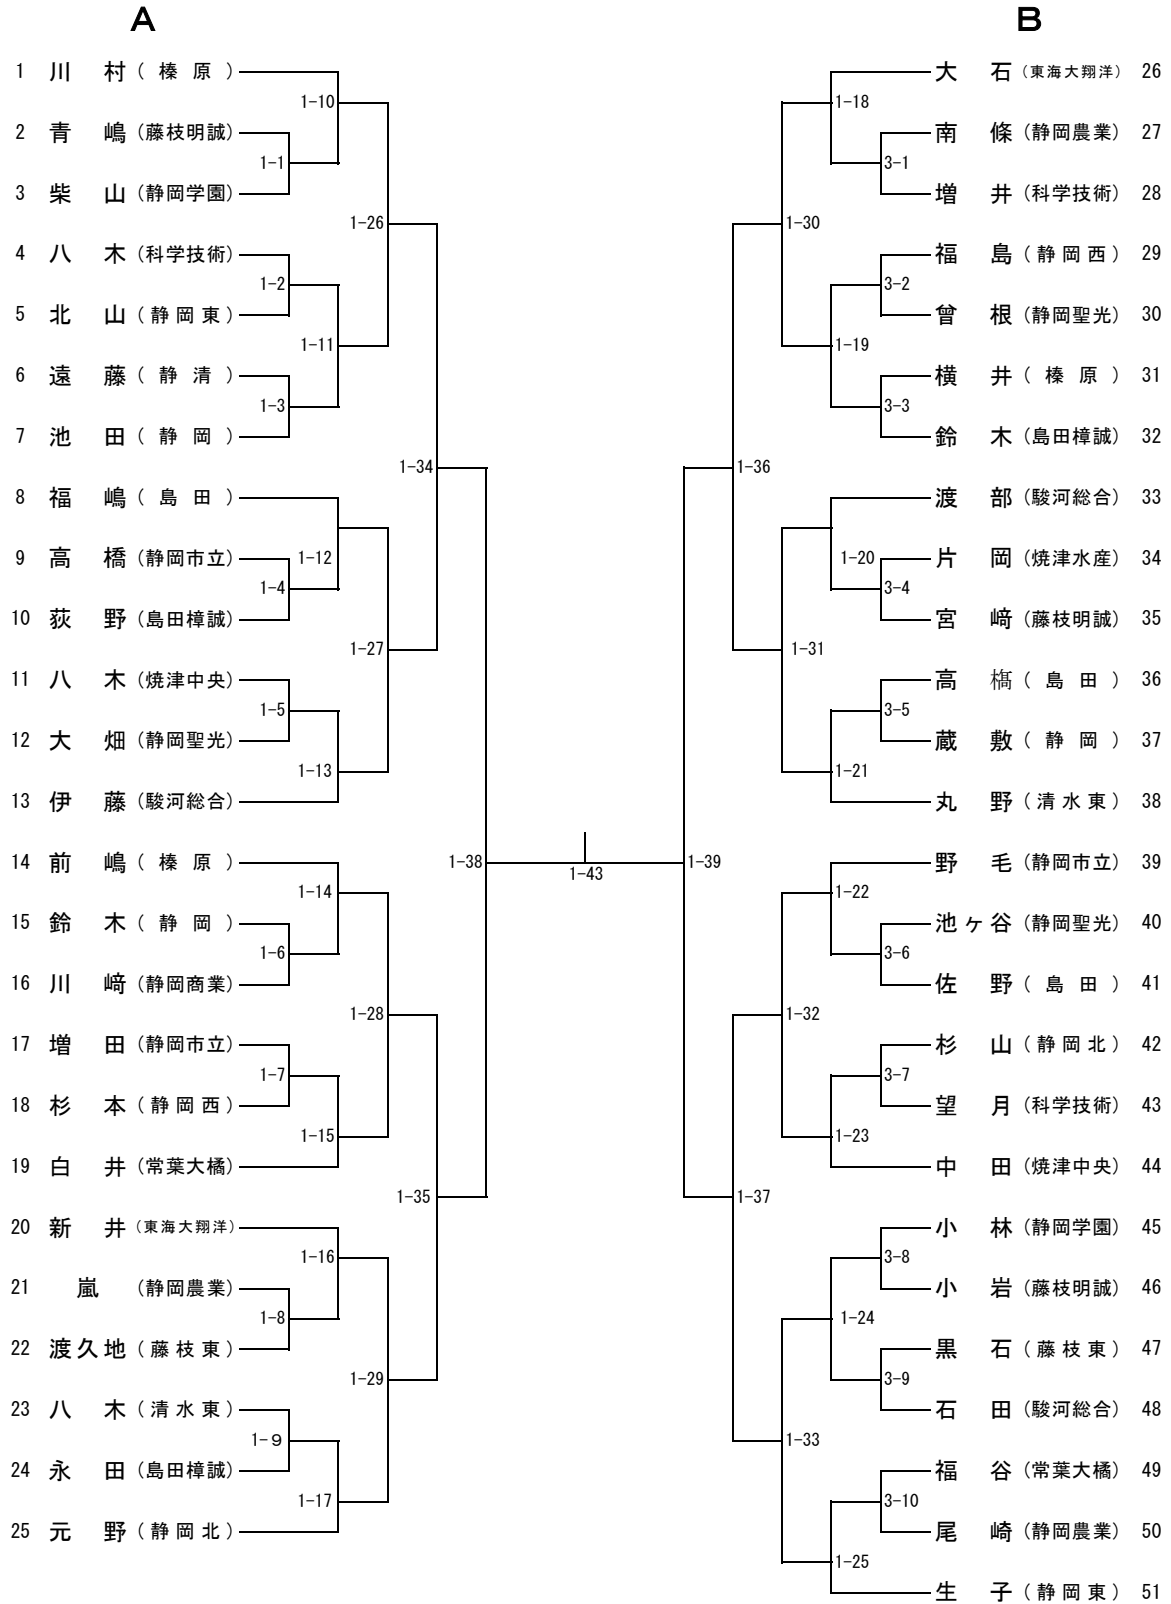 A
B
1 川村(榛原)
2 青嶋(藤枝明誠)
3 柴山(静岡学園)
4 八木(科学技術)
5 北山(静岡東)
6 遠藤(静清)
7 池田(静岡)
8 福嶋(島田)
9 高橋(静岡市立)
10 荻野(島田樟誠)
11 八木(焼津中央)
12 大畑(静岡聖光)
13 伊藤(駿河総合)
14 前嶋(榛原)
15 鈴木(静岡)
16 川﨑(静岡商業)
17 増田(静岡市立)
18 杉本(静岡西)
19 白井(常葉大橘)
20 新井(東海大翔洋)
21 嵐(静岡農業)
22 渡久地(藤枝東)
23 八木(清水東)
24 永田(島田樟誠)
25 元野(静岡北)
1-1
1-2
1-3
1-4
1-5
1-6
1-7
1-8
1-9
1-10
1-11
1-12
1-13
1-14
1-15
1-16
1-17
1-26
1-27
1-28
1-29
1-34
1-35
1-38
1-43
1-39
1-36
1-37
1-30
1-31
1-32
1-33
1-18
1-19
1-20
1-21
1-22
1-23
1-24
1-25
3-1
3-2
3-3
3-4
3-5
3-6
3-7
3-8
3-9
3-10
大石(東海大翔洋) 26
南條(静岡農業) 27
増井(科学技術) 28
福島(静岡西) 29
曾根(静岡聖光) 30
横井(榛原) 31
鈴木(島田樟誠) 32
渡部(駿河総合) 33
片岡(焼津水産) 34
宮﨑(藤枝明誠) 35
高槗(島田) 36
蔵敷(静岡) 37
丸野(清水東) 38
野毛(静岡市立) 39
池ヶ谷(静岡聖光) 40
佐野(島田) 41
杉山(静岡北) 42
望月(科学技術) 43
中田(焼津中央) 44
小林(静岡学園) 45
小岩(藤枝明誠) 46
黒石(藤枝東) 47
石田(駿河総合) 48
福谷(常葉大橘) 49
尾崎(静岡農業) 50
生子(静岡東) 51